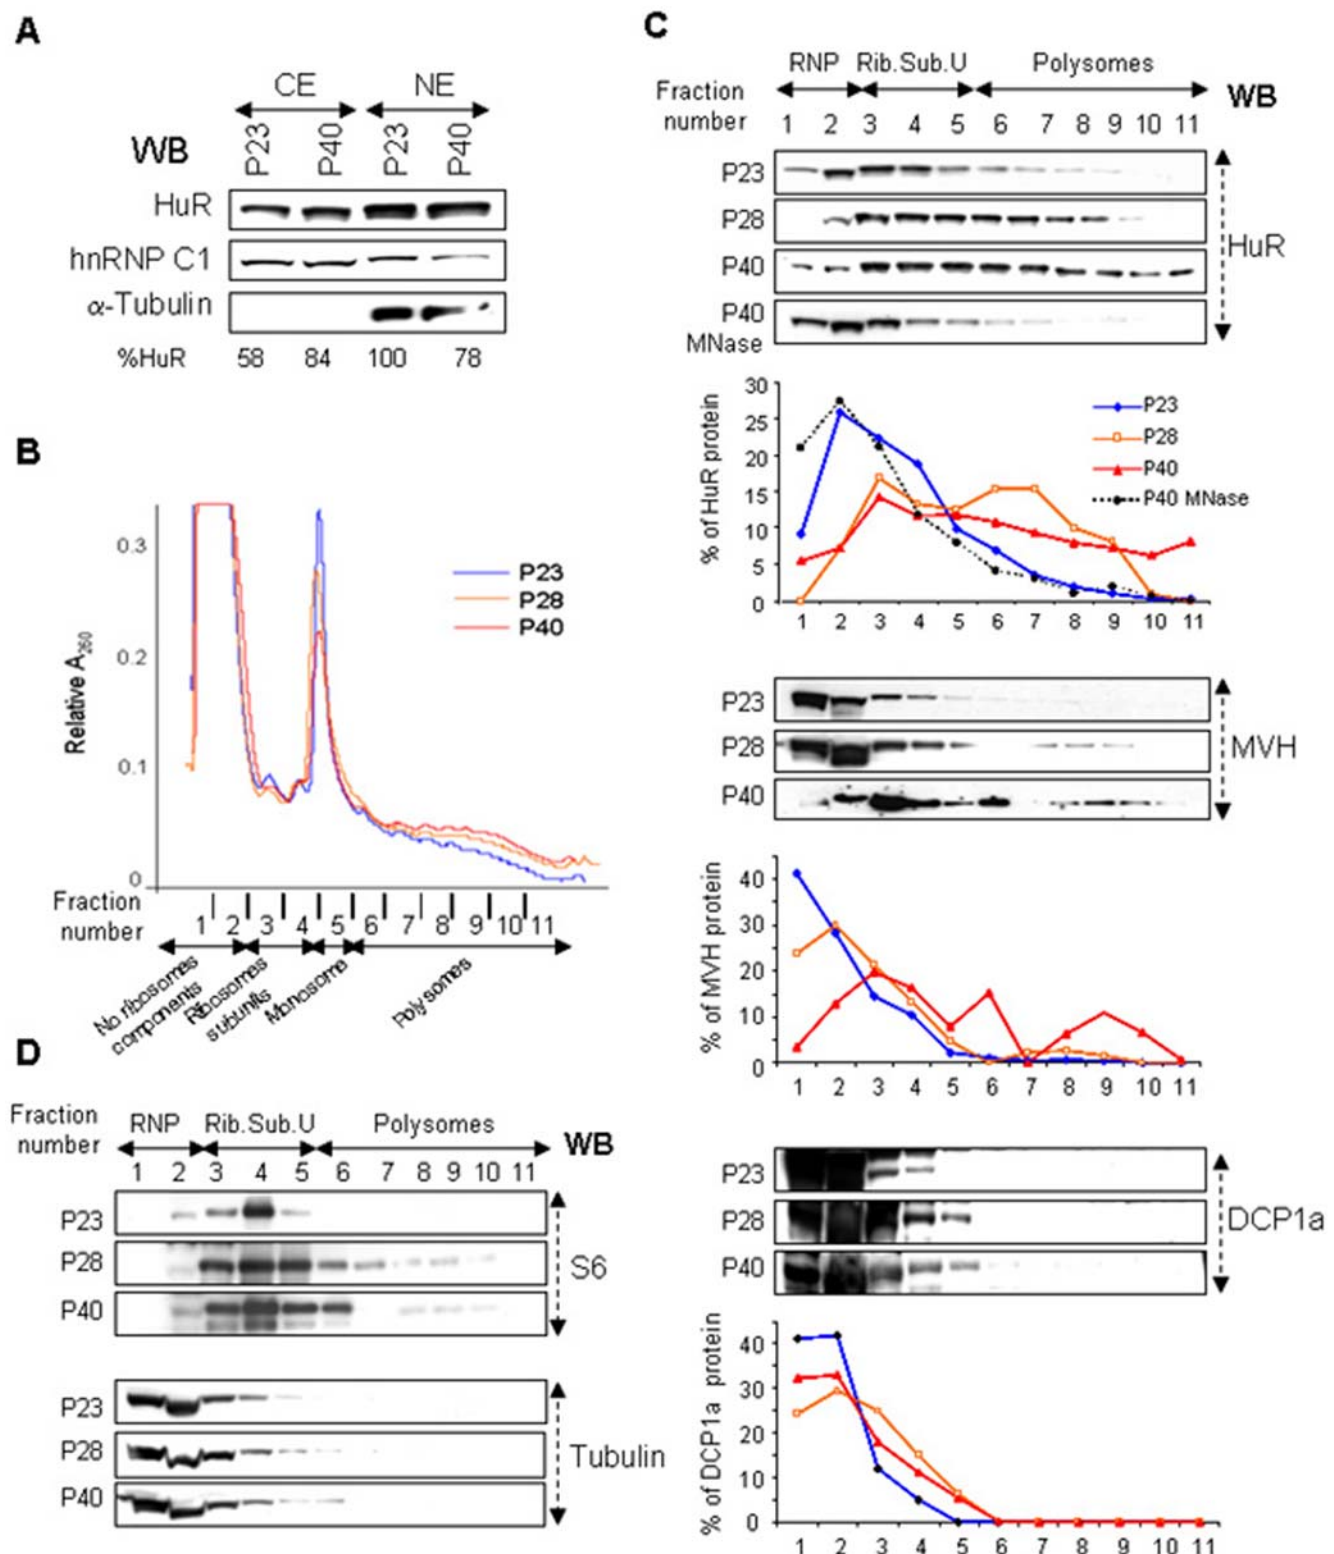 A
CE NE
WB P23 P40 P23 P40
HuR
hnRNP C1
α-Tubulin
%HuR 58 84 100 78
B
0.3
0.2
0.1
0
Relative A260
P23
P28
P40
Fraction number 1 2 3 4 5 6 7 8 9 10 11
No ribosomes components
Ribosomes subunits
Monosome
Polysomes
C
RNP Rib.Sub.U Polysomes
Fraction number 1 2 3 4 5 6 7 8 9 10 11 WB
P23
P28
P40
P40 MNase
HuR
% of HuR protein
30
25
20
15
10
5
0
1 2 3 4 5 6 7 8 9 10 11
P23
P28
P40
P40 MNase
P23
P28
P40
MVH
% of MVH protein
40
30
20
10
0
1 2 3 4 5 6 7 8 9 10 11
P23
P28
P40
DCP1a
% of DCP1a protein
40
30
20
10
0
1 2 3 4 5 6 7 8 9 10 11
D
Fraction number
RNP Rib.Sub.U Polysomes
1 2 3 4 5 6 7 8 9 10 11 WB
P23
P28
P40
S6
P23
P28
P40
Tubulin